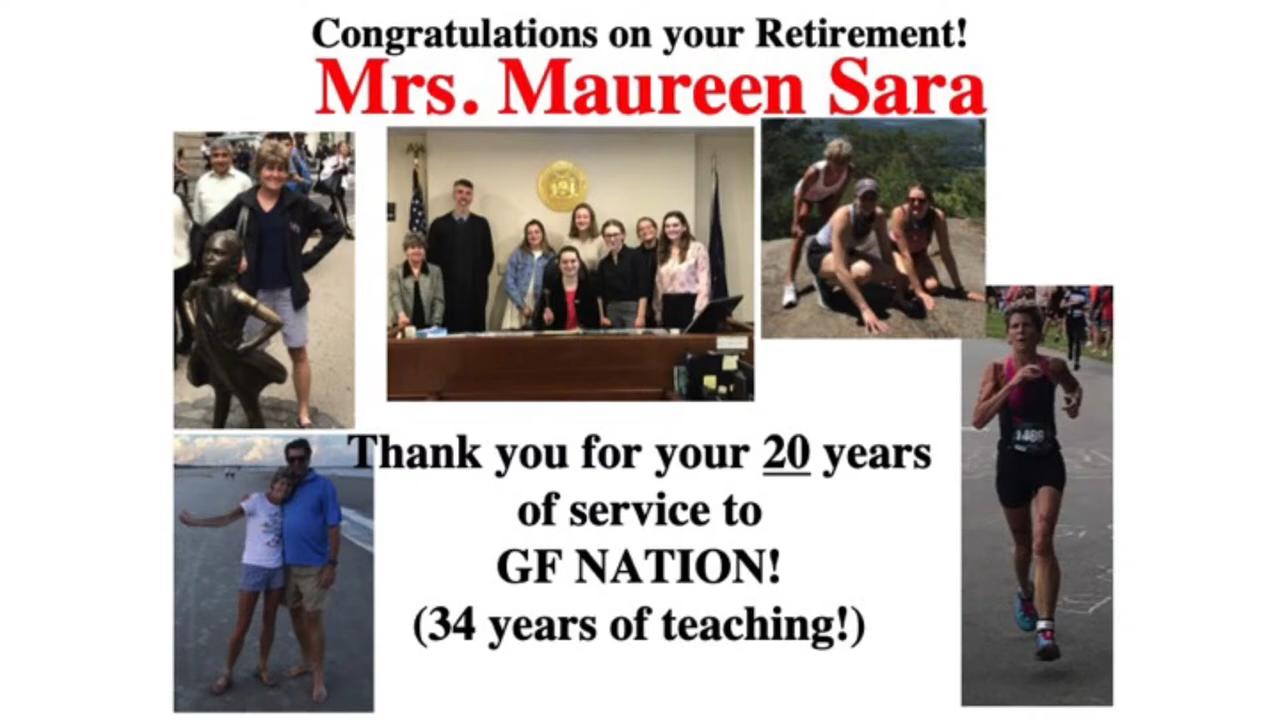 Congratulations on your Retirement!
Mrs. Maureen Sara
Thank you for your 20 years
of service to
GF NATION!
(34 years of teaching!)